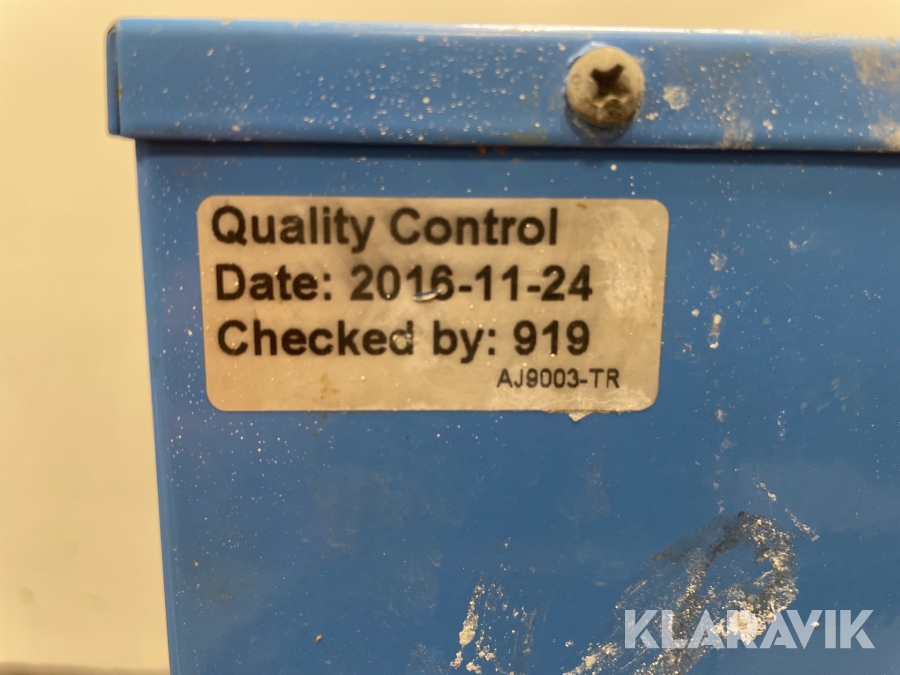 Quality Control
Date: 2016-11-24
Checked by: 919
AJ9003-TR
KLARAVIK